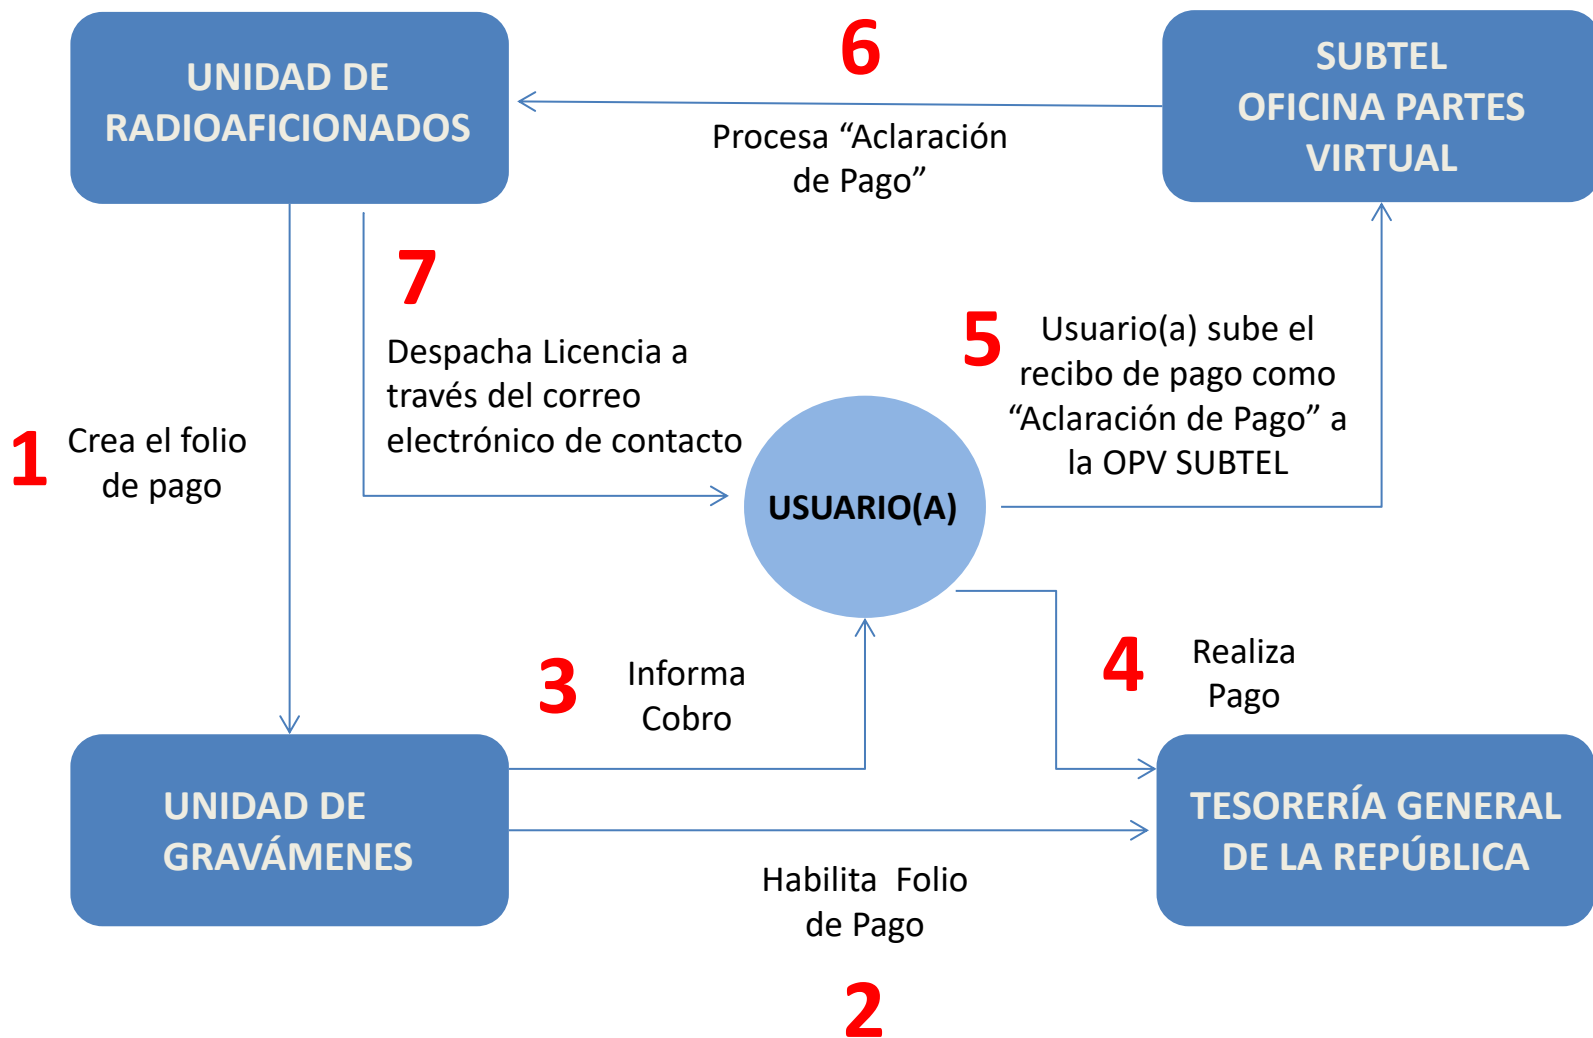 UNIDAD DE
RADIOAFICIONADOS
6
Procesa “Aclaración
de Pago”
SUBTEL
OFICINA PARTES
VIRTUAL
7
Despacha Licencia a
través del correo
electrónico de contacto
5
Usuario(a) sube el
recibo de pago como
“Aclaración de Pago” a
la OPV SUBTEL
1
Crea el folio
de pago
USUARIO(A)
3
Informa
Cobro
4
Realiza
Pago
UNIDAD DE
GRAVÁMENES
TESORERÍA GENERAL
DE LA REPÚBLICA
Habilita  Folio
de Pago
2